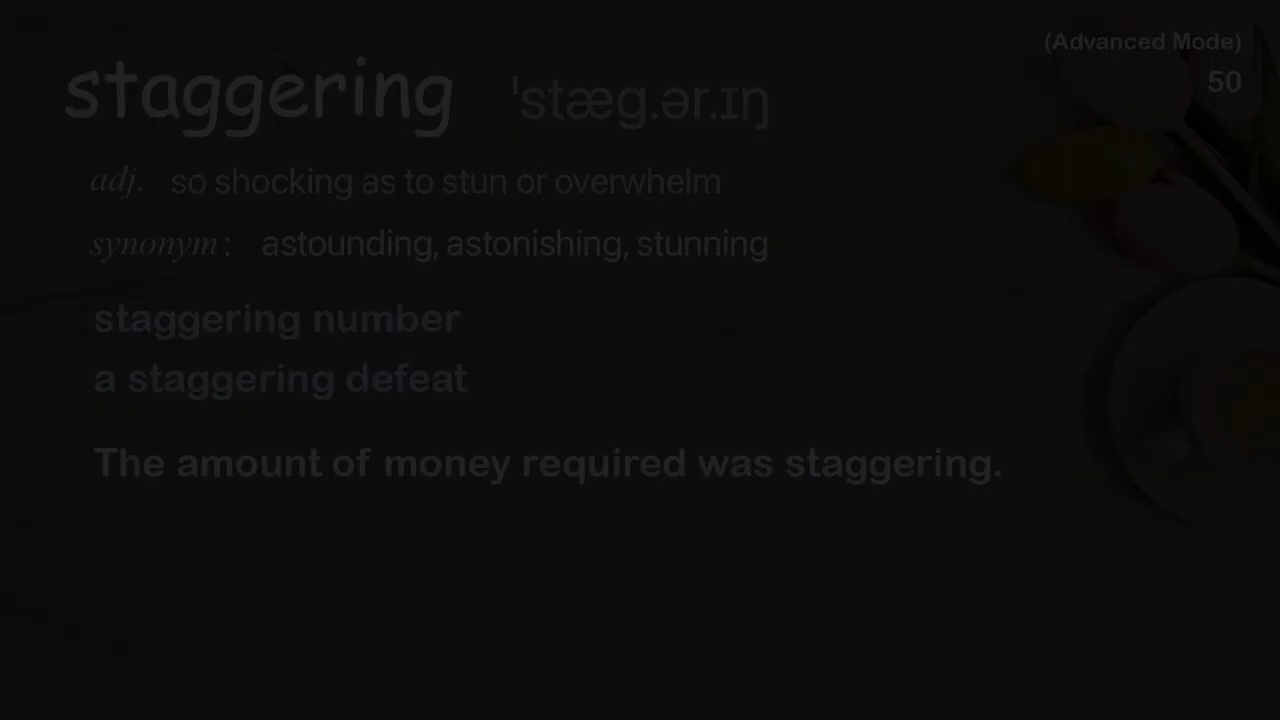 (Advanced Mode)
staggering ˈstæɡ.ər.ɪŋ
50
adj. so shocking as to stun or overwhelm
synonym: astounding, astonishing, stunning
staggering number
a staggering defeat
The amount of money required was staggering.